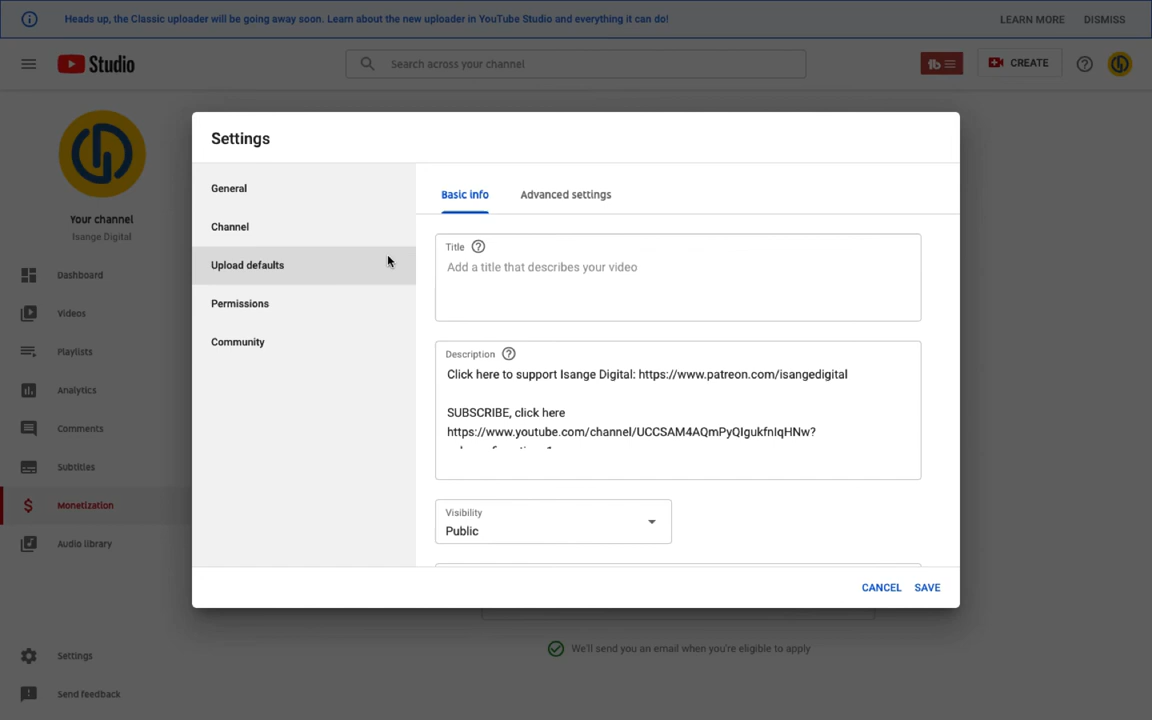 Heads up, the Classic uploader will be going away soon. Learn about the new uploader in YouTube Studio and everything it can do!
LEARN MORE
DISMISS
Studio
Search across your channel
tb
CREATE
Your channel
Isange Digital
Dashboard
Videos
Playlists
Analytics
Comments
Subtitles
Monetization
Audio library
Settings
Send feedback
Settings
General
Channel
Upload defaults
Permissions
Community
Basic info
Advanced settings
Title
Add a title that describes your video
Description
Click here to support Isange Digital: https://www.patreon.com/isangedigital
SUBSCRIBE, click here
https://www.youtube.com/channel/UCCSAM4AQmPyQIgukfnIqHNw?
Visibility
Public
CANCEL
SAVE
We'll send you an email when you're eligible to apply